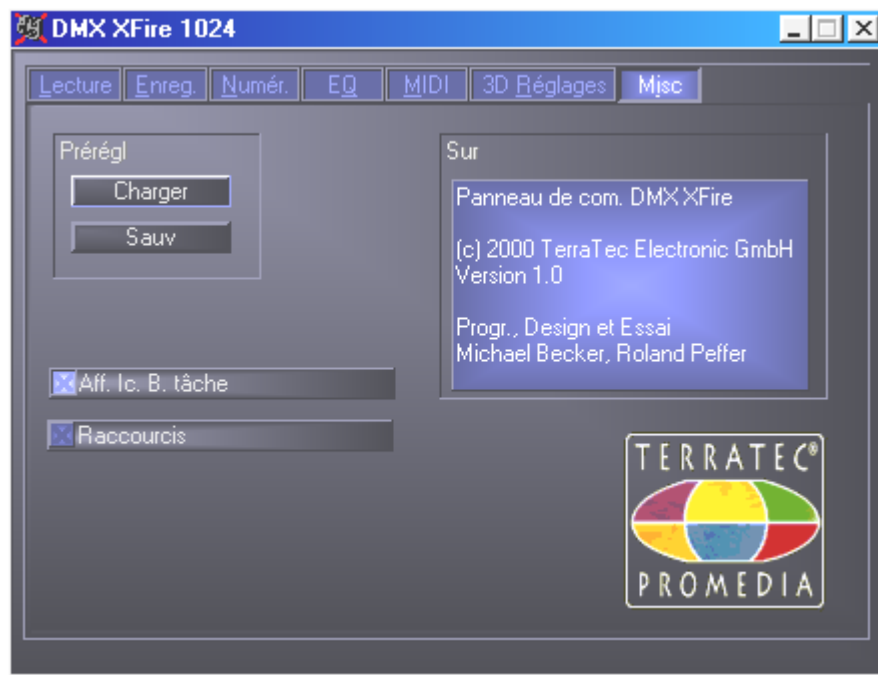 DMX XFire 1024
Lecture Enreg. Numér. EQ MIDI 3D Réglages Misc
Prérégl
Charger
Sauv
Aff. Ic. B. tâche
Raccourcis
Sur
Panneau de com. DMX XFire
(c) 2000 TerraTec Electronic GmbH
Version 1.0
Progr., Design et Essai
Michael Becker, Roland Peffer
TERRATEC®
PROMEDIA